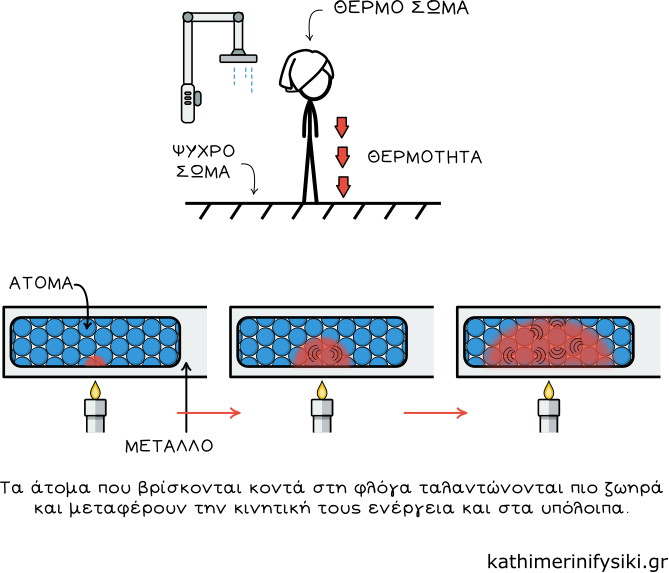 ΘΕΡΜΟ ΣΩΜΑ
ΨΥΧΡΟ
ΣΩΜΑ
ΘΕΡΜΟΤΗΤΑ
ΑΤΟΜΑ
ΜΕΤΑΛΛΟ
Τα άτομα που βρίσκονται κοντά στη φλόγα ταλαντώνονται πιο ζωηρά
και μεταφέρουν την κινητική τους ενέργεια και στα υπόλοιπα.
kathimerinifysiki.gr